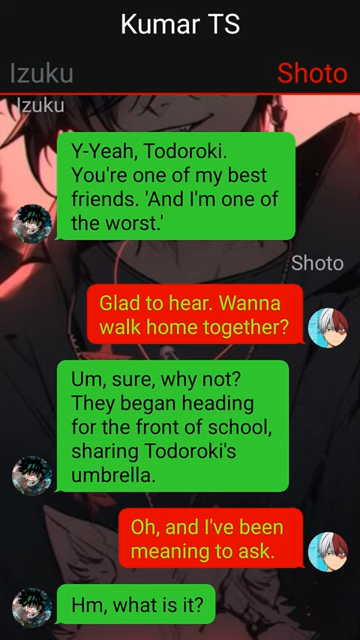 Kumar TS
Izuku
Shoto
Izuku
Y-Yeah, Todoroki.
You're one of my best
friends. 'And I'm one of
the worst.'
Shoto
Glad to hear. Wanna
walk home together?
Um, sure, why not?
They began heading
for the front of school,
sharing Todoroki's
umbrella.
Oh, and I've been
meaning to ask.
Hm, what is it?